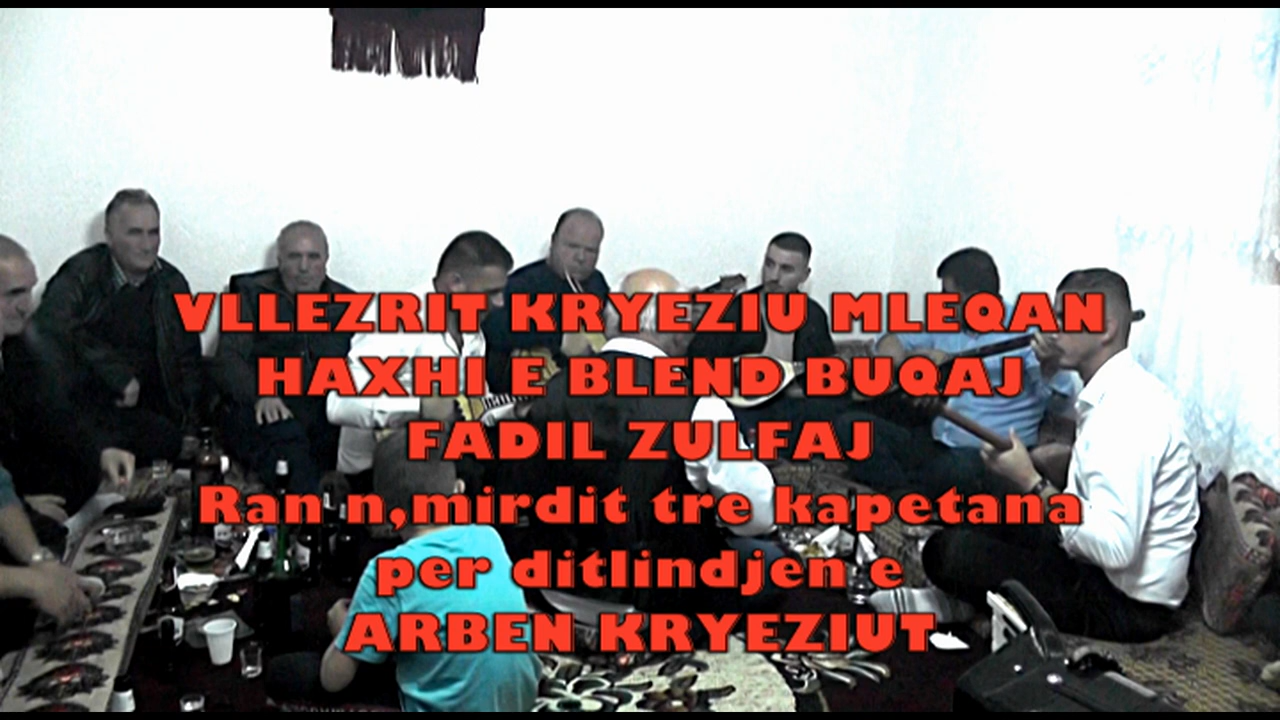 VLLEZRIT KRYEZIU MLEQAN
HAXHI E BLEND BUQAJ
FADIL ZULFAJ
Ran n,mirdit tre kapetana
per ditlindjen e
ARBEN KRYEZIUT